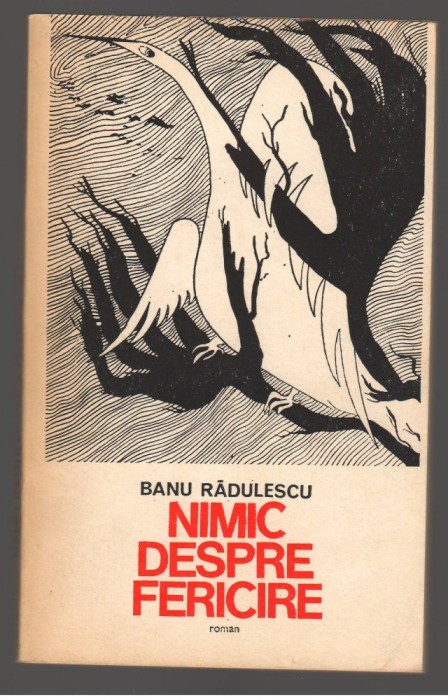 BANU RĂDULESCU
NIMIC
DESPRE
FERICIRE
roman